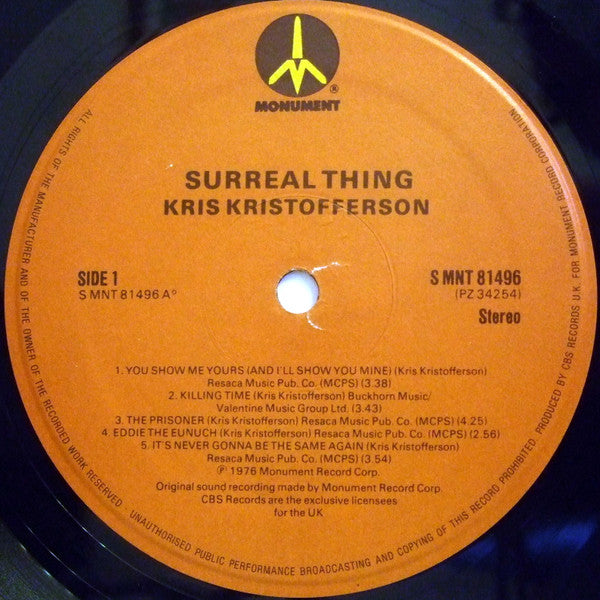 ®
MONUMENT
SURREAL THING
KRIS KRISTOFFERSON
SIDE 1
S MNT 81496 A°
S MNT 81496
(PZ 34254)
Stereo
1. YOU SHOW ME YOURS (AND I'LL SHOW YOU MINE) (Kris Kristofferson)
Resaca Music Pub. Co. (MCPS) (3.38)
2. KILLING TIME (Kris Kristofferson) Buckhorn Music/
Valentine Music Group Ltd. (3.43)
3. THE PRISONER (Kris Kristofferson) Resaca Music Pub. Co. (MCPS) (4.25)
4. EDDIE THE EUNUCH (Kris Kristofferson) Resaca Music Pub. Co. (MCPS) (2.56)
5. IT'S NEVER GONNA BE THE SAME AGAIN (Kris Kristofferson)
Resaca Music Pub. Co. (MCPS) (3.54)
℗ 1976 Monument Record Corp.
Original sound recording made by Monument Record Corp.
CBS Records are the exclusive licensees
for the UK
ALL RIGHTS OF THE MANUFACTURER AND OF THE OWNER OF THE RECORDED WORK RESERVED. UNAUTHORISED PUBLIC PERFORMANCE BROADCASTING AND COPYING OF THIS RECORD PROHIBITED. PRODUCED BY CBS RECORDS U.K. FOR MONUMENT RECORD CORPORATION